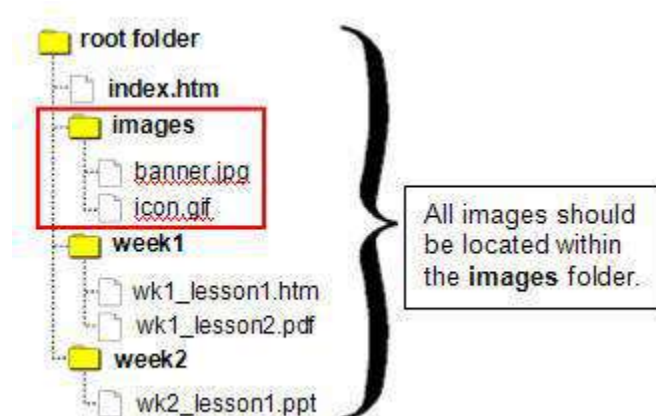 root folder
index.htm
images
banner.jpg
icon.gif
week1
wk1_lesson1.htm
wk1_lesson2.pdf
week2
wk2_lesson1.ppt
All images should
be located within
the images folder.